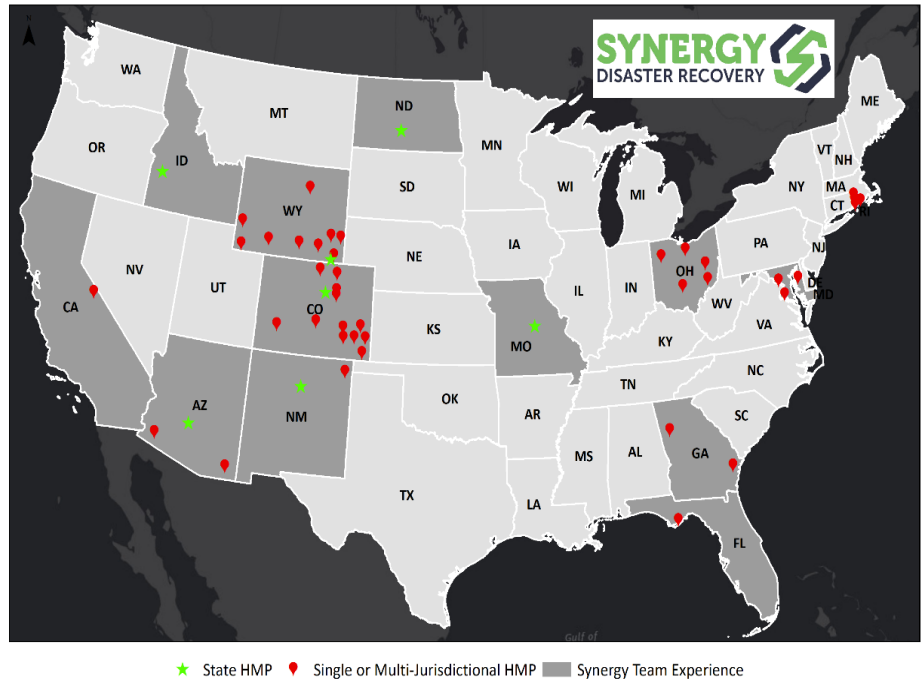 N
SYNERGY
DISASTER RECOVERY
WA
MT
ND
MN
ME
OR
ID
VT
NH
WY
SD
WI
MI
NY
MA
CT
RI
NE
IA
PA
NJ
NV
UT
CO
IL
IN
OH
DE
MD
CA
KS
MO
WV
VA
KY
AZ
NM
OK
AR
TN
NC
SC
TX
LA
MS
AL
GA
FL
Gulf of
State HMP Single or Multi-Jurisdictional HMP Synergy Team Experience